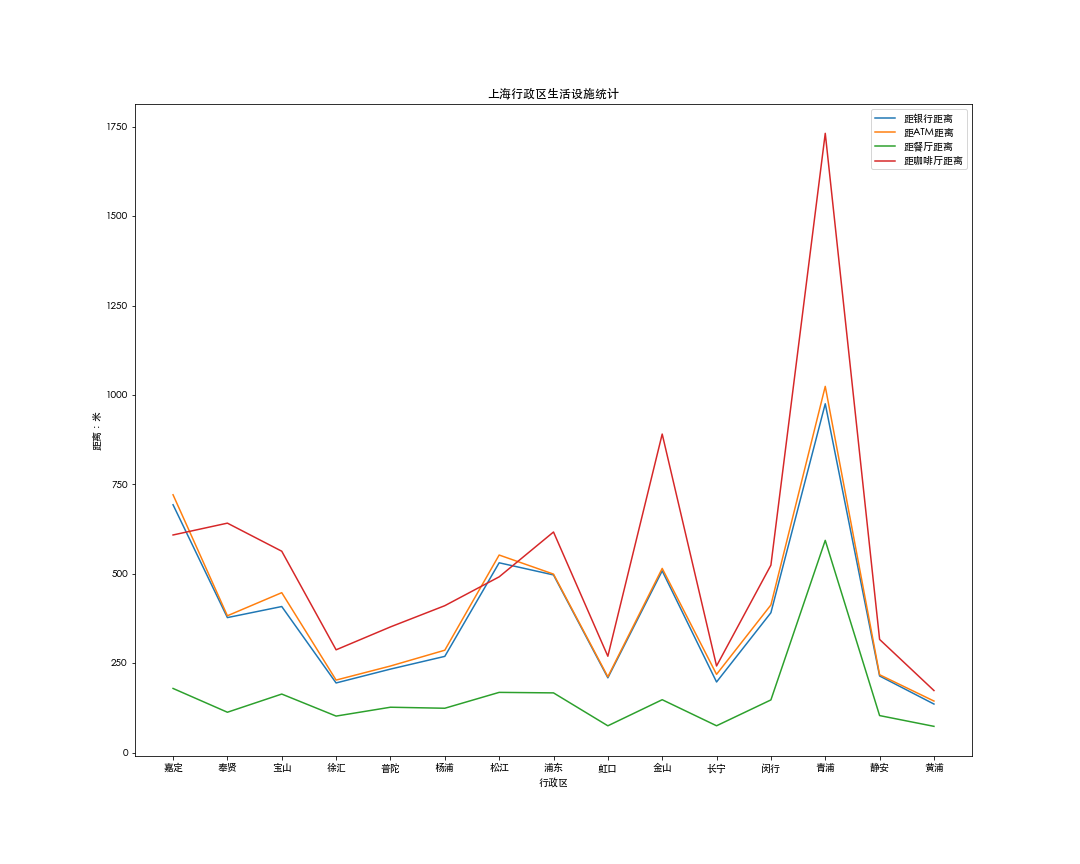 上海行政区生活设施统计
距银行距离
距ATM距离
距餐厅距离
距咖啡厅距离
1750
1500
1250
1000
750
500
250
0
距离：米
嘉定 奉贤 宝山 徐汇 普陀 杨浦 松江 浦东 虹口 金山 长宁 闵行 青浦 静安 黄浦
行政区